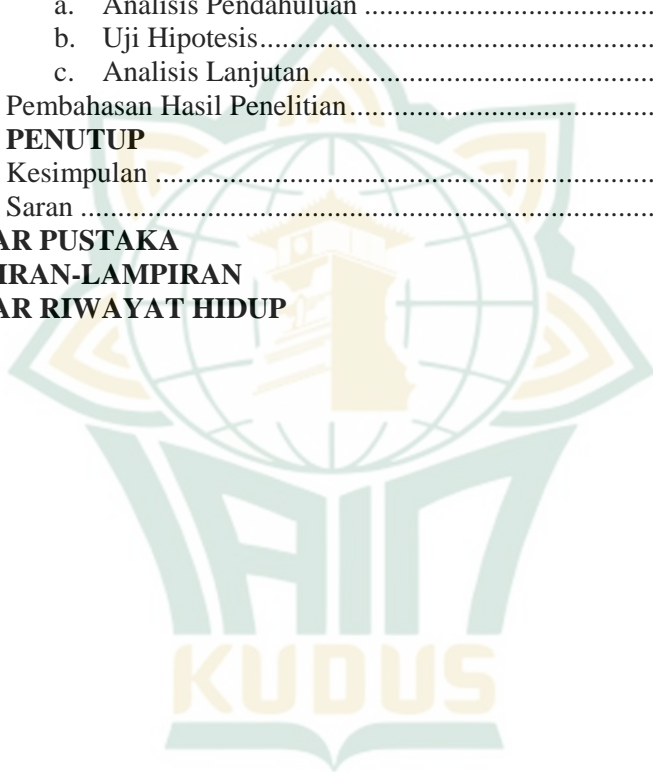 a. Analisis Pendahuluan ........................................
b. Uji Hipotesis........................................................
c. Analisis Lanjutan................................................
Pembahasan Hasil Penelitian...........................................
PENUTUP
Kesimpulan .......................................................................
Saran ..................................................................................
AR PUSTAKA
IRAN-LAMPIRAN
AR RIWAYAT HIDUP
IAIN
KUDUS